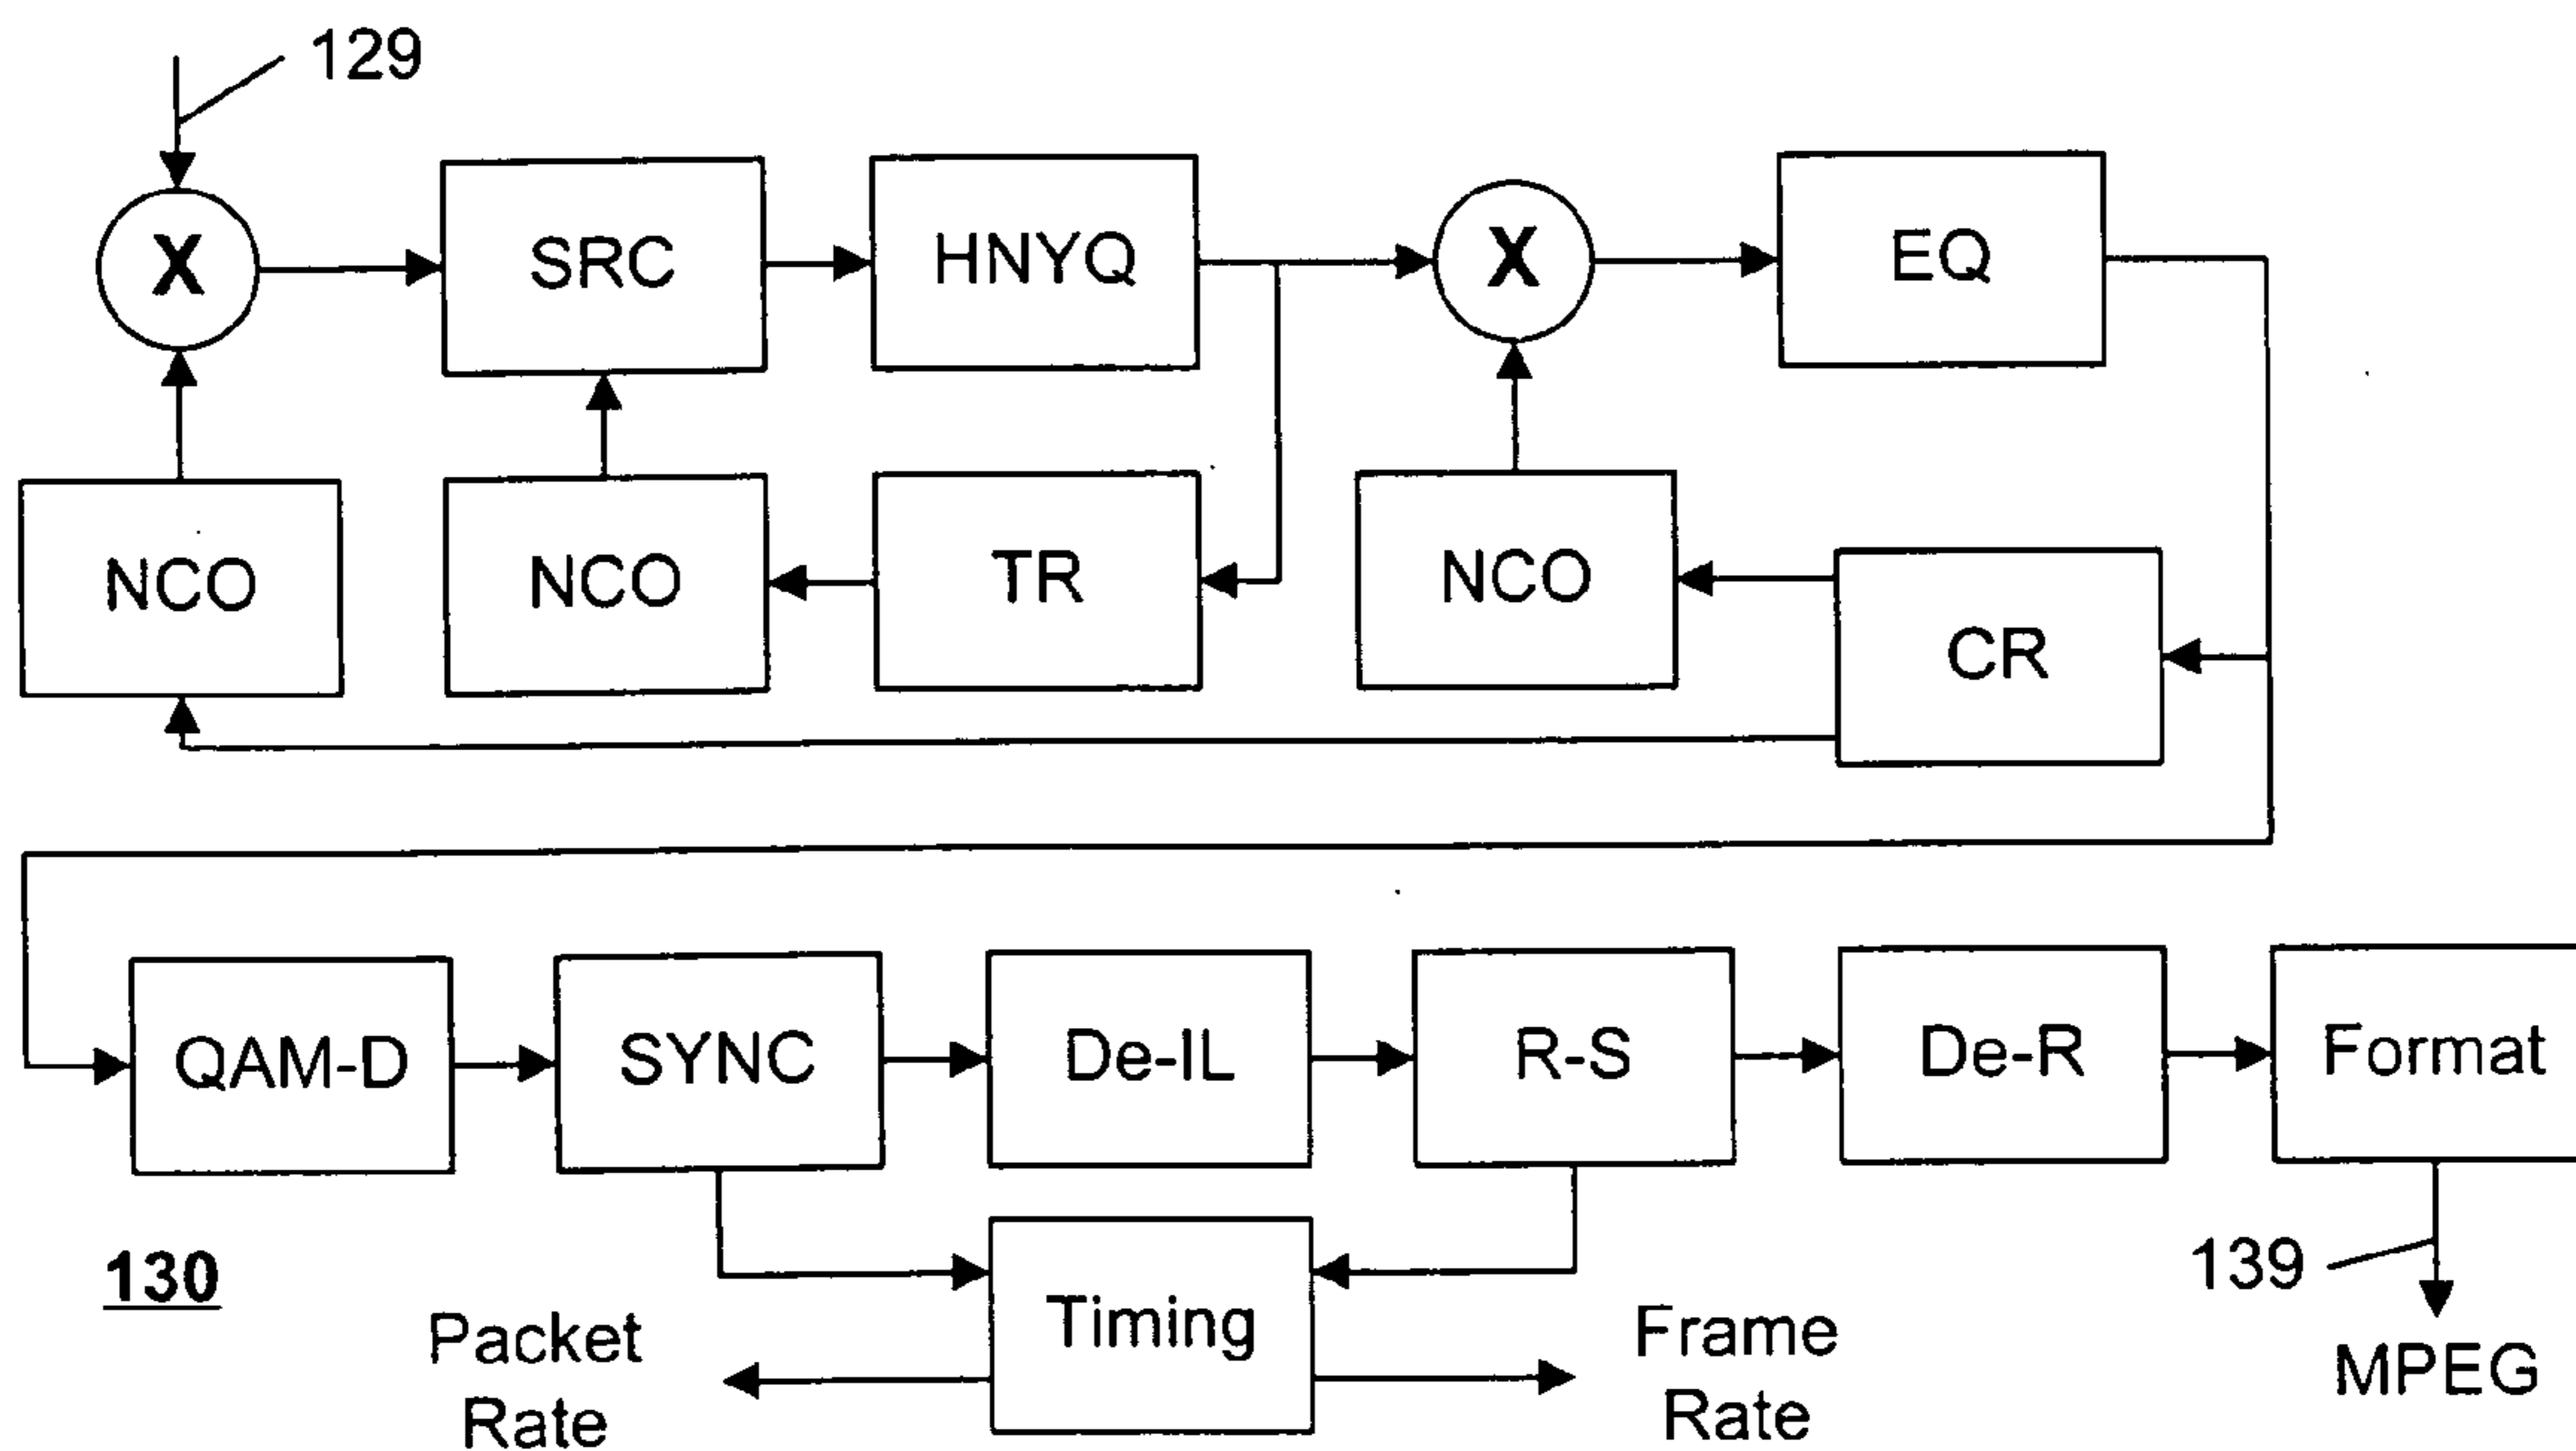 129
X
SRC
HNYQ
X
EQ
NCO
NCO
TR
NCO
CR
QAM-D
SYNC
De-IL
R-S
De-R
Format
130
Packet
Rate
Timing
Frame
Rate
139
MPEG